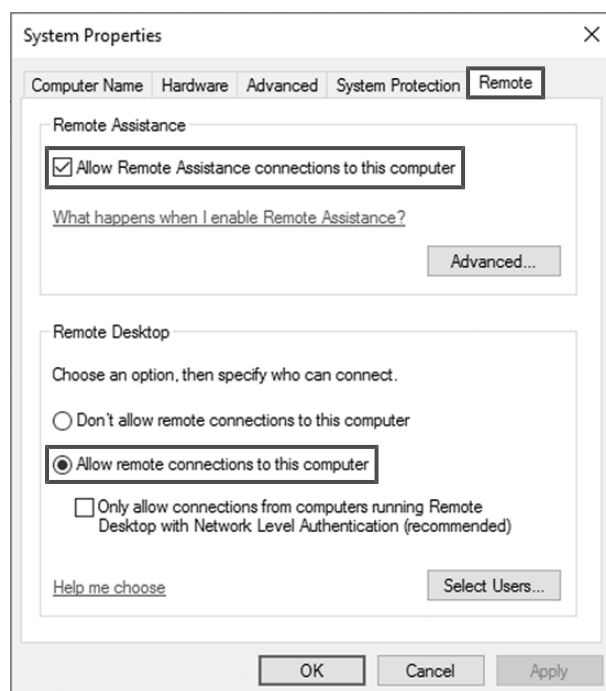 System Properties
Computer Name Hardware Advanced System Protection Remote
Remote Assistance
Allow Remote Assistance connections to this computer
What happens when I enable Remote Assistance?
Advanced...
Remote Desktop
Choose an option, then specify who can connect.
Don't allow remote connections to this computer
Allow remote connections to this computer
Only allow connections from computers running Remote
Desktop with Network Level Authentication (recommended)
Help me choose Select Users...
OK Cancel Apply